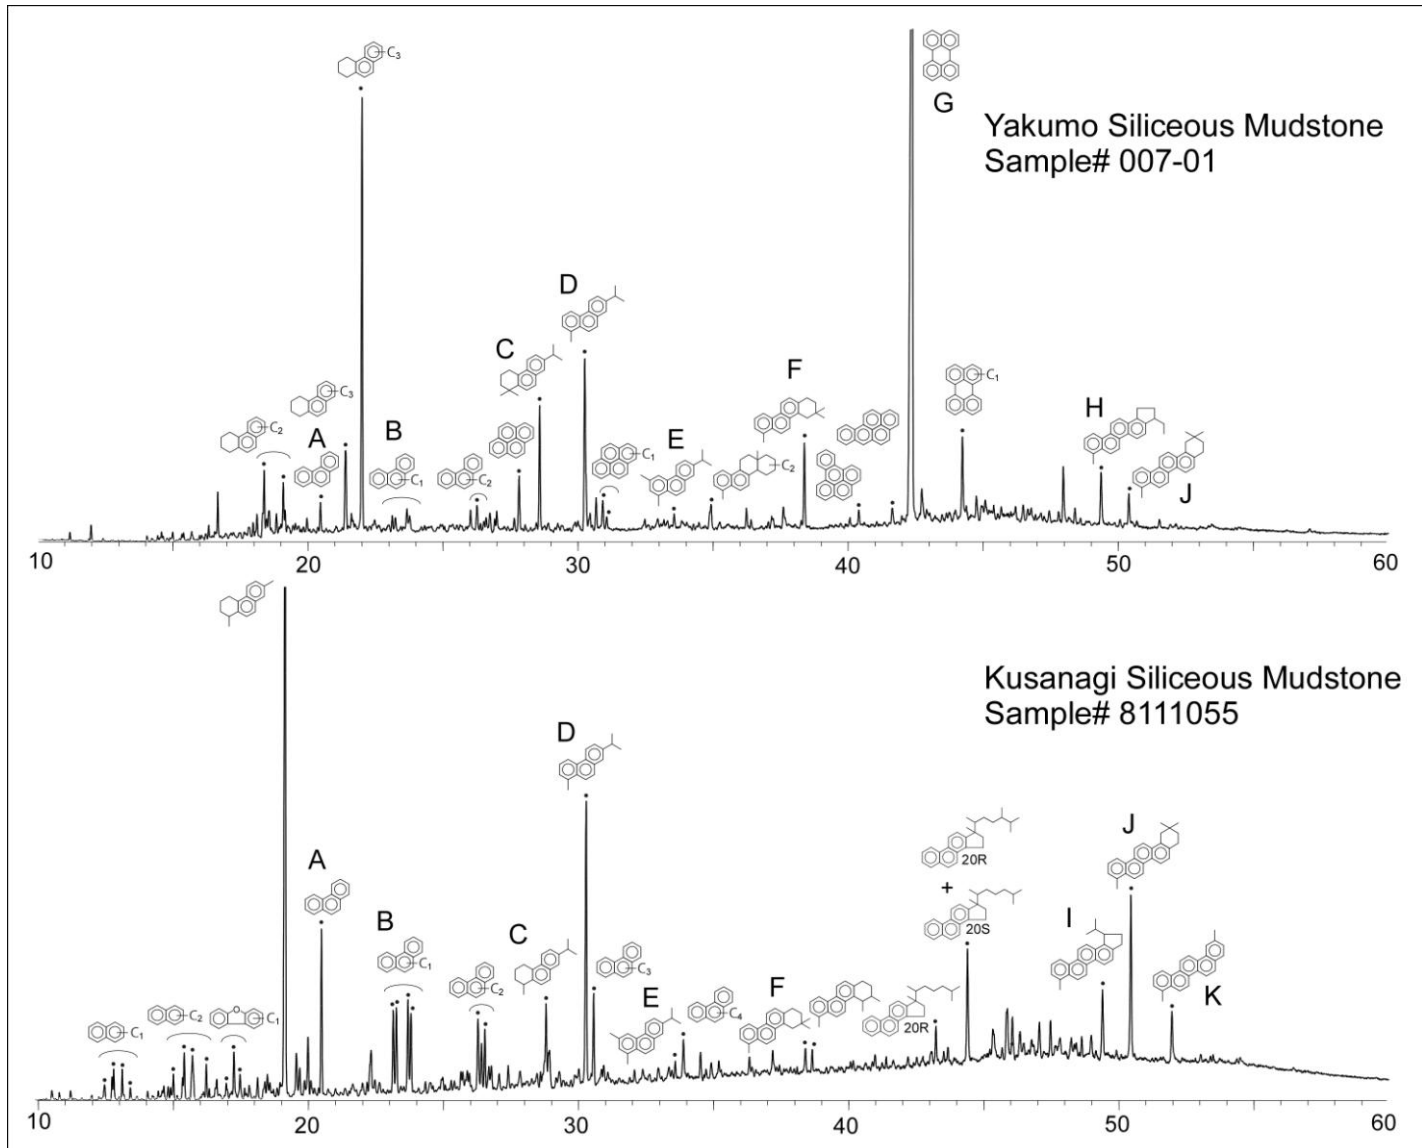 C₃
G
Yakumo Siliceous Mudstone
Sample# 007-01
D
C
C₃
C₂
A
B
C₁
C₂
C₁
E
C₂
F
C₁
H
J
10 20 30 40 50 60
Kusanagi Siliceous Mudstone
Sample# 8111055
D
A
B
C₁
C₂
C₁
C₂
O
C₁
C
C₃
E
C₄
F
20R
20R
+
20S
I
J
K
10 20 30 40 50 60